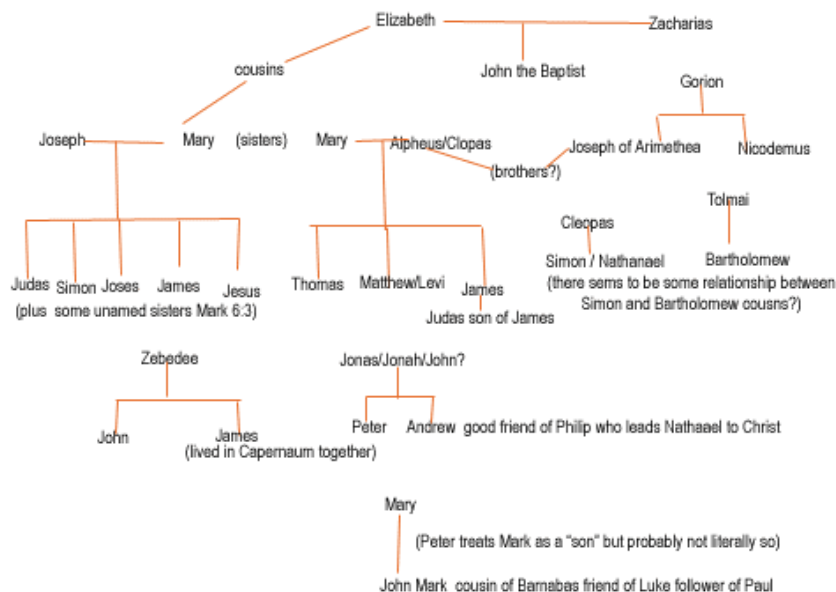 Elizabeth
Zacharias
cousins
John the Baptist
Gorion
Joseph
Mary (sisters) Mary
Alpheus/Clopas
Joseph of Arimethea
Nicodemus
(brothers?)
Tolmai
Cleopas
Judas Simon Joses James Jesus
Thomas Matthew/Levi James
Simon / Nathanael
Bartholomew
(plus some unamed sisters Mark 6:3)
Judas son of James
(there sems to be some relationship between
Simon and Bartholomew cousns?)
Zebedee
Jonas/Jonah/John?
John James
Peter Andrew good friend of Philip who leads Nathaael to Christ
(lived in Capernaum together)
Mary
(Peter treats Mark as a "son" but probably not literally so)
John Mark cousin of Barnabas friend of Luke follower of Paul